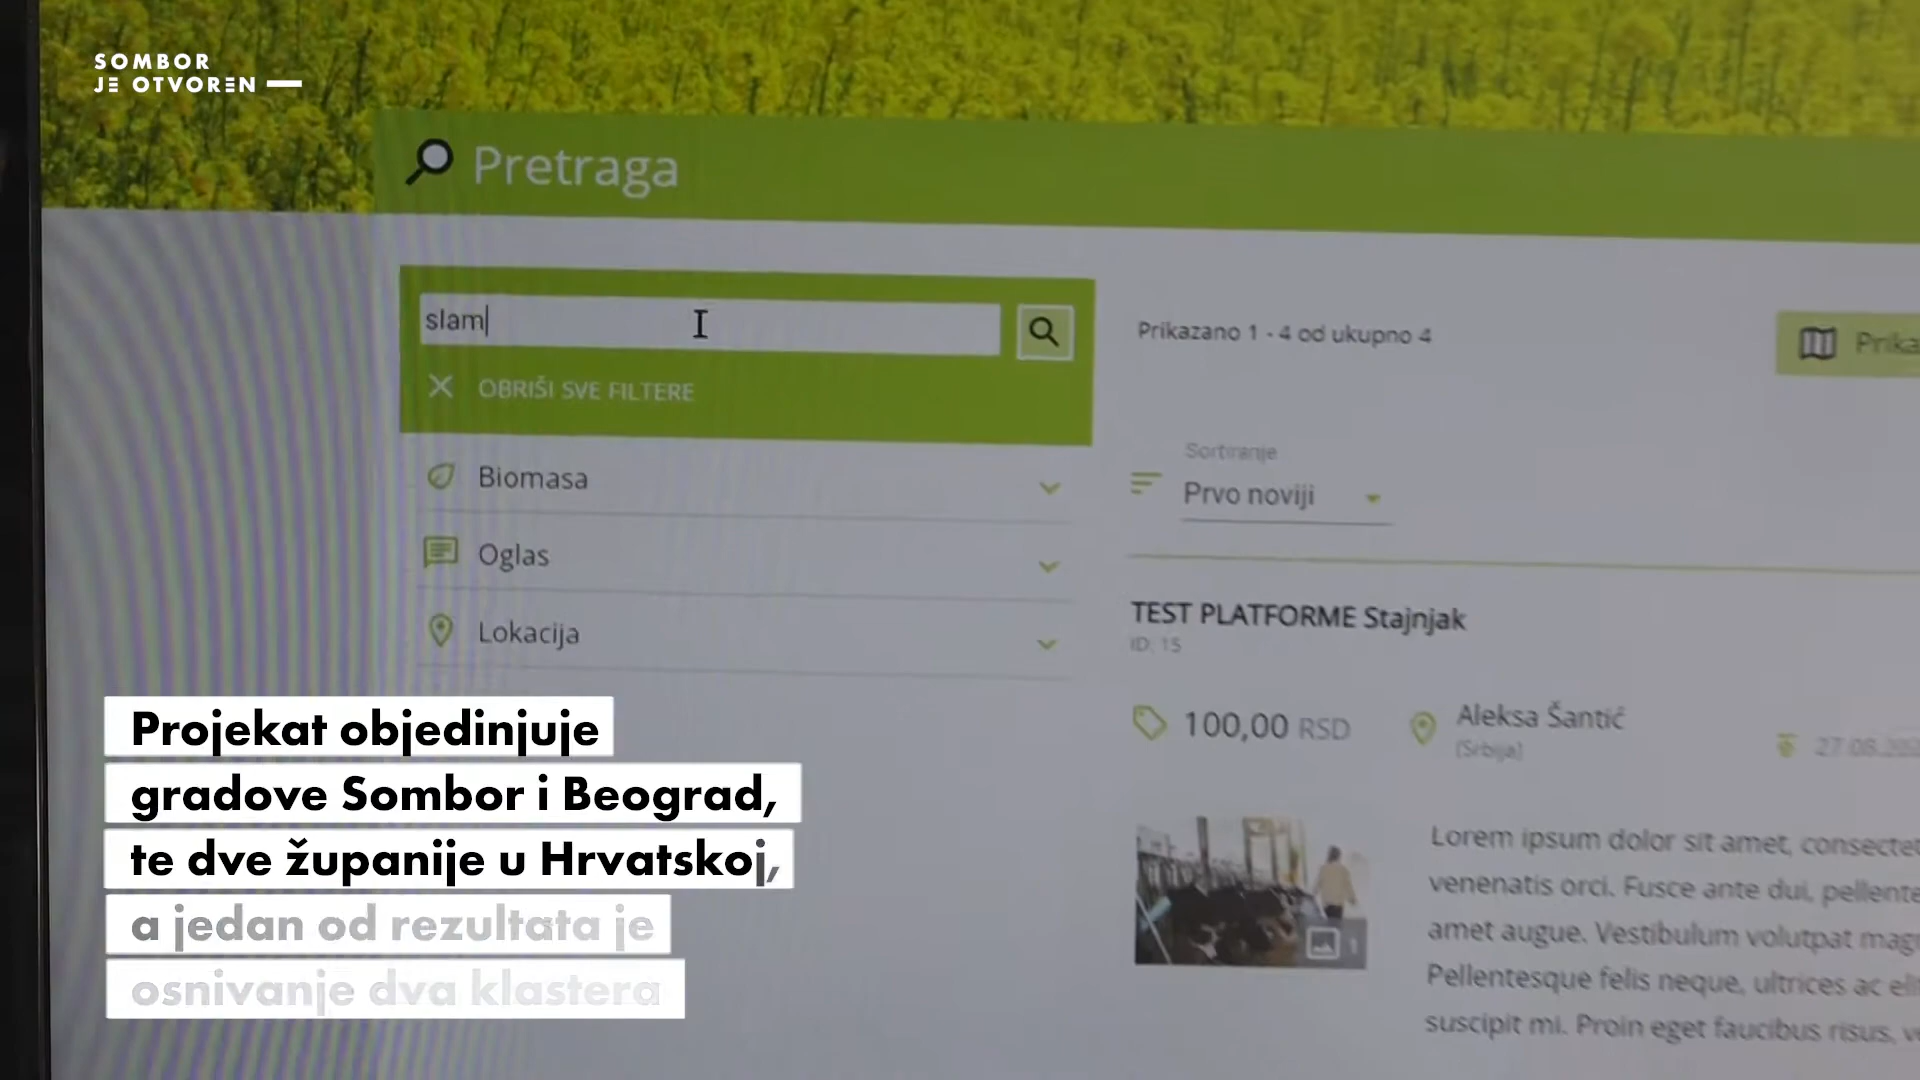 SOMBOR
JE OTVOREN
Pretraga
slam
OBRIŠI SVE FILTERE
Biomasa
Oglas
Lokacija
Prikazano 1 - 4 od ukupno 4
Sortiranje
Prvo noviji
TEST PLATFORME Stajnjak
ID: 15
100,00 RSD
Aleksa Šantić
(Srbija)
27.08.
Lorem ipsum dolor sit amet, consectet
venenatis orci. Fusce ante dui, pellente
amet augue. Vestibulum volutpat mag
Pellentesque felis neque, ultrices ac
suscipit mi. Proin eget faucibus risus,
Projekat objedinjuje
gradove Sombor i Beograd,
te dve županije u Hrvatskoj,
a jedan od rezultata je
osnivanje dva klastera